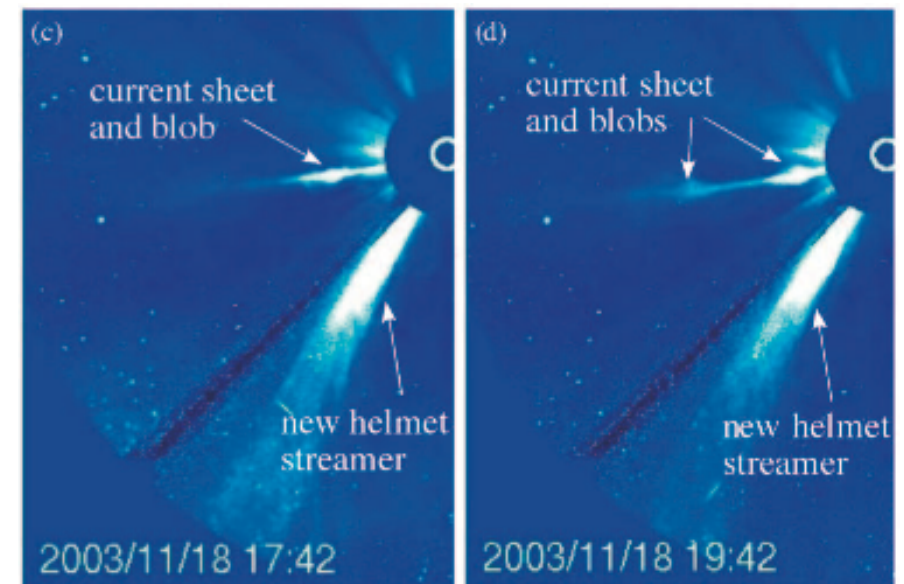 (c)
current sheet
and blob
new helmet
streamer
2003/11/18 17:42
(d)
current sheet
and blobs
new helmet
streamer
2003/11/18 19:42